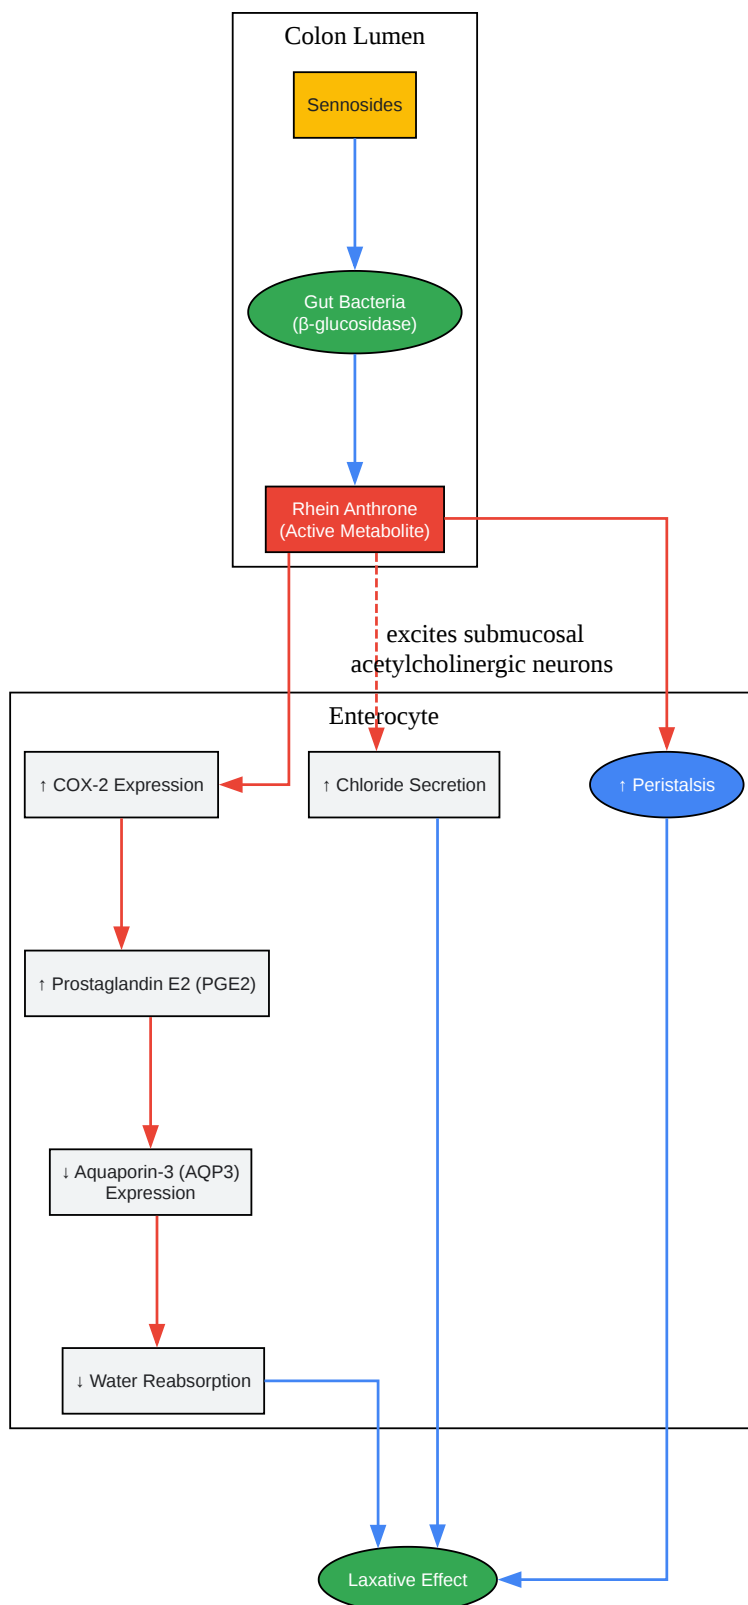 Colon Lumen
Sennosides
Gut Bacteria
(β-glucosidase)
Rhein Anthrone
(Active Metabolite)
excites submucosal
acetylcholinergic neurons
Enterocyte
↑ COX-2 Expression
↑ Chloride Secretion
↑ Peristalsis
↑ Prostaglandin E2 (PGE2)
↓ Aquaporin-3 (AQP3)
Expression
↓ Water Reabsorption
Laxative Effect